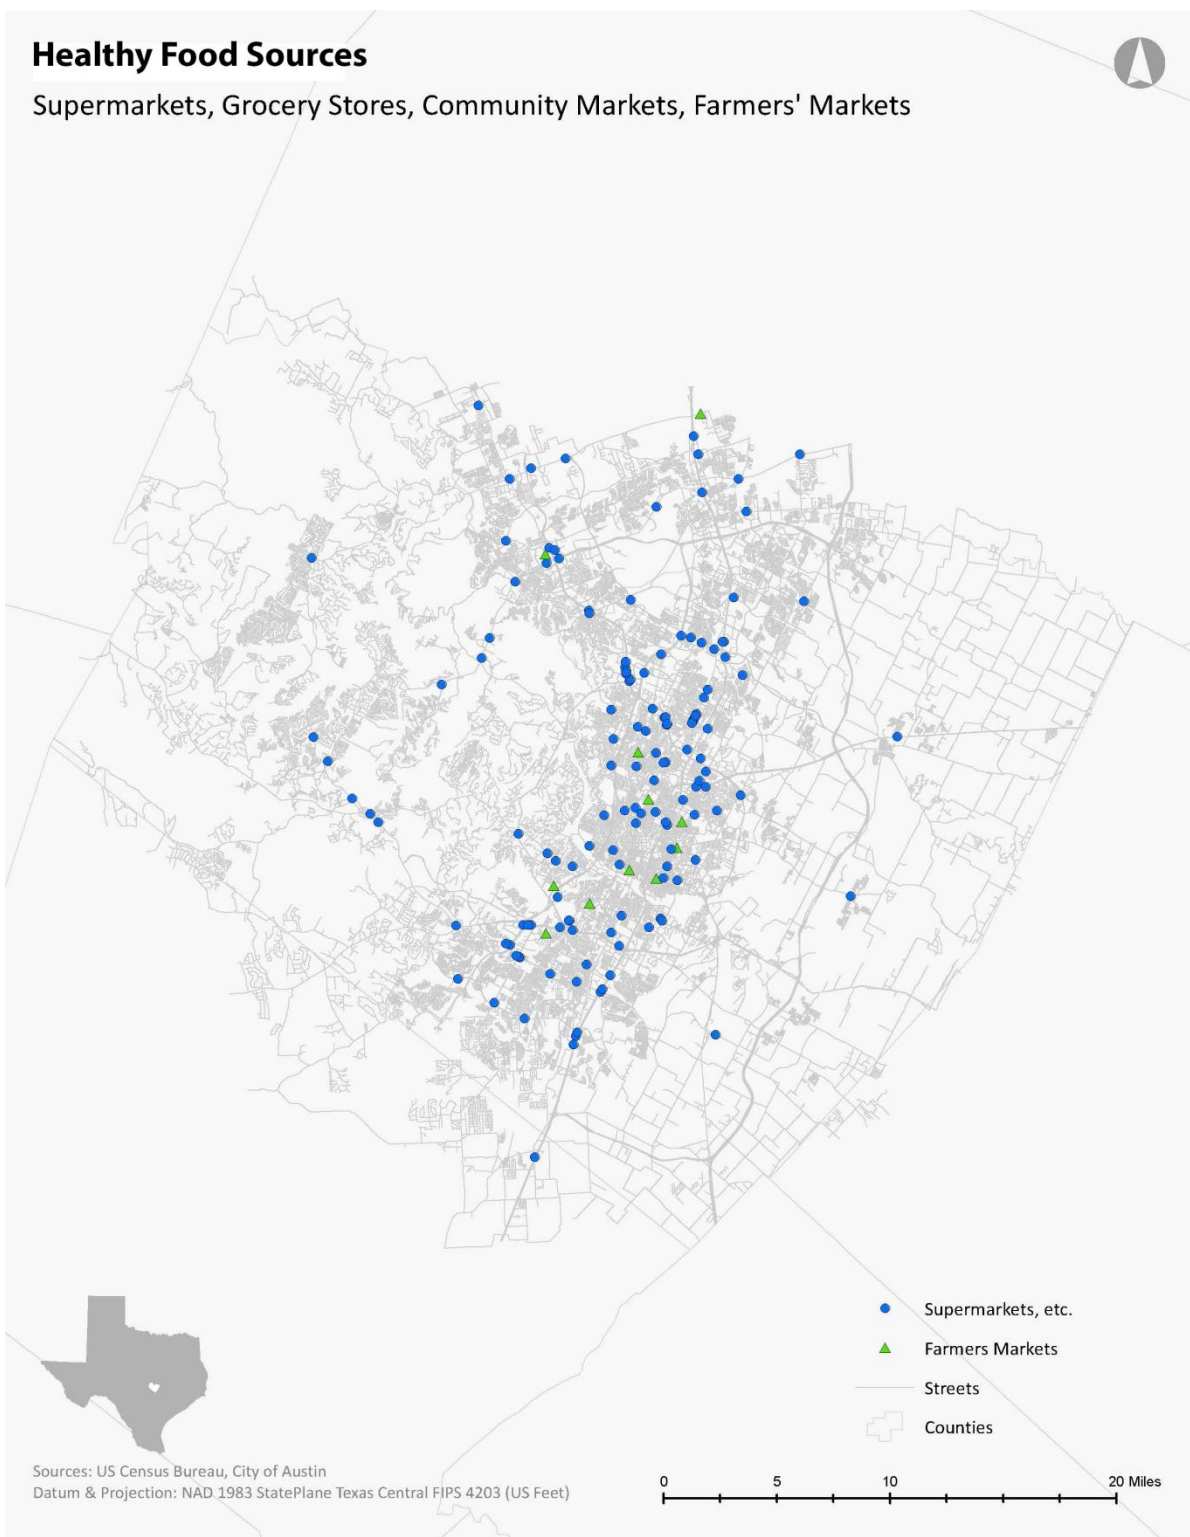 Healthy Food Sources
Supermarkets, Grocery Stores, Community Markets, Farmers' Markets
Supermarkets, etc.
Farmers Markets
Streets
Counties
Sources: US Census Bureau, City of Austin
Datum & Projection: NAD 1983 StatePlane Texas Central FIPS 4203 (US Feet)
0 5 10 20 Miles